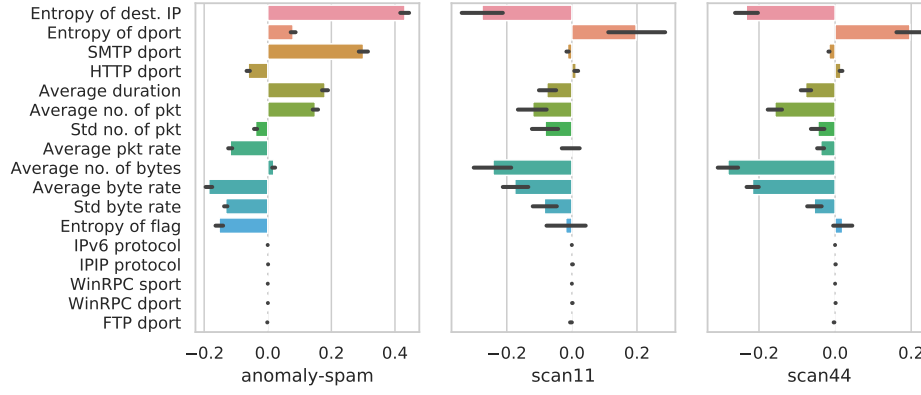 Entropy of dest. IP
Entropy of dport
SMTP dport
HTTP dport
Average duration
Average no. of pkt
Std no. of pkt
Average pkt rate
Average no. of bytes
Average byte rate
Std byte rate
Entropy of flag
IPv6 protocol
IPIP protocol
WinRPC sport
WinRPC dport
FTP dport
−0.2 0.0 0.2 0.4
anomaly-spam
−0.2 0.0 0.2
scan11
−0.2 0.0 0.2
scan44